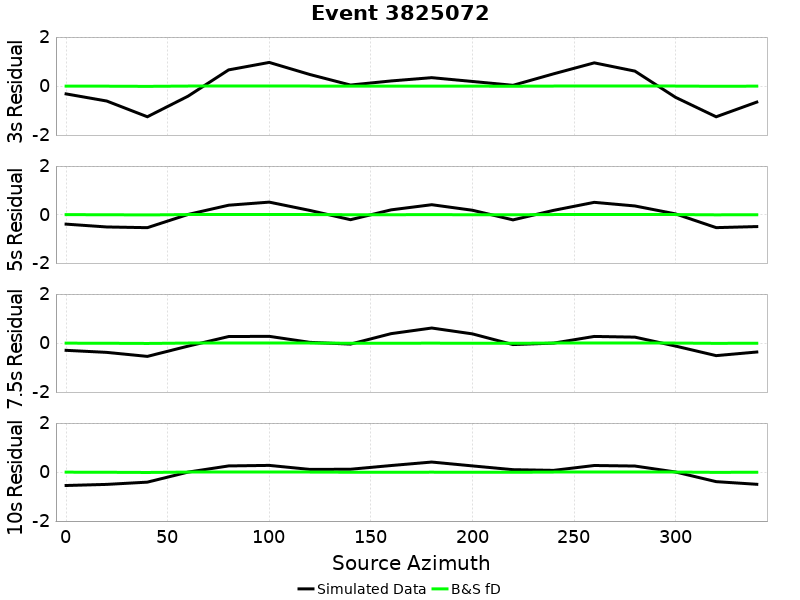 Event 3825072
3s Residual
2
0
-2
5s Residual
2
0
-2
7.5s Residual
2
0
-2
10s Residual
2
0
-2
0 50 100 150 200 250 300
Source Azimuth
Simulated Data B&S fD